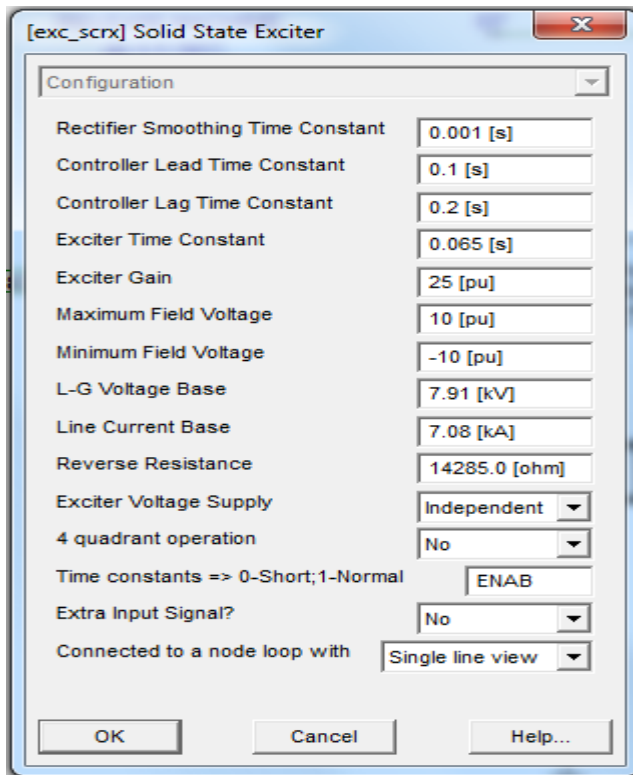 [exc_scrx] Solid State Exciter
Configuration
Rectifier Smoothing Time Constant 0.001 [s]
Controller Lead Time Constant 0.1 [s]
Controller Lag Time Constant 0.2 [s]
Exciter Time Constant 0.065 [s]
Exciter Gain 25 [pu]
Maximum Field Voltage 10 [pu]
Minimum Field Voltage -10 [pu]
L-G Voltage Base 7.91 [kV]
Line Current Base 7.08 [kA]
Reverse Resistance 14285.0 [ohm]
Exciter Voltage Supply Independent
4 quadrant operation No
Time constants => 0-Short;1-Normal ENAB
Extra Input Signal? No
Connected to a node loop with Single line view
OK Cancel Help...